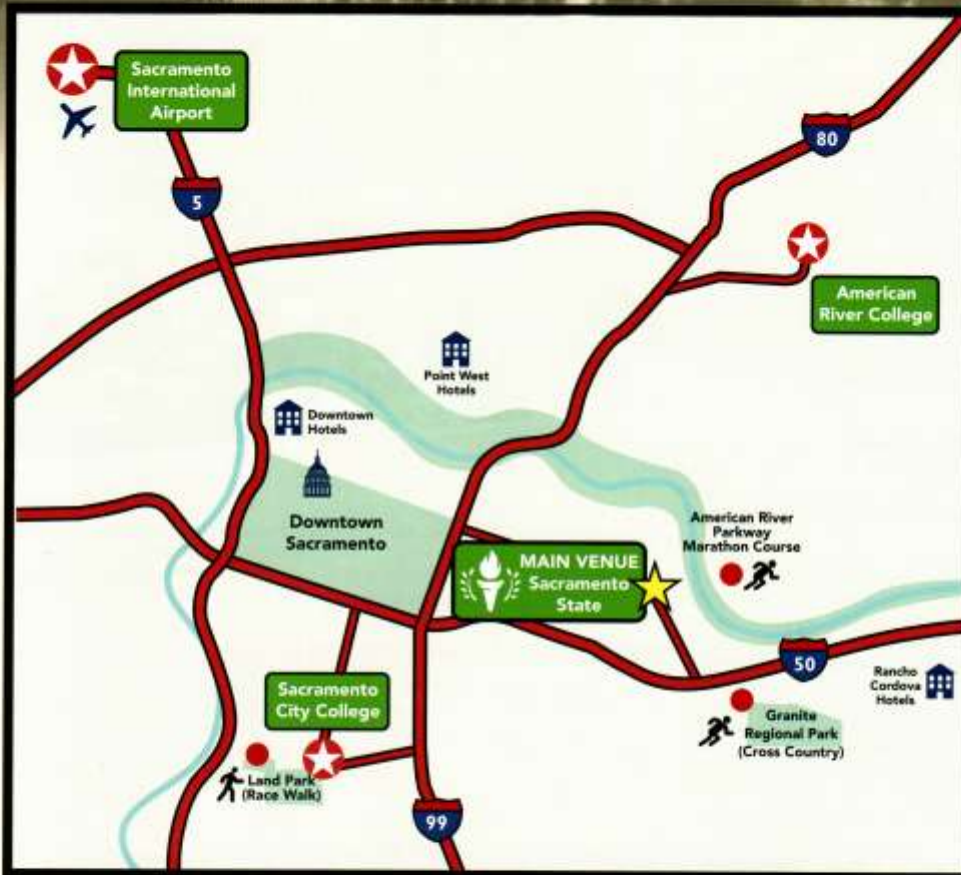 Sacramento
International
Airport
5
80
American
River College
Point West
Hotels
Downtown
Hotels
Downtown
Sacramento
American River
Parkway
Marathon Course
MAIN VENUE
Sacramento
State
50
Rancho
Cordova
Hotels
Sacramento
City College
Granite
Regional Park
(Cross Country)
Land Park
(Race Walk)
99